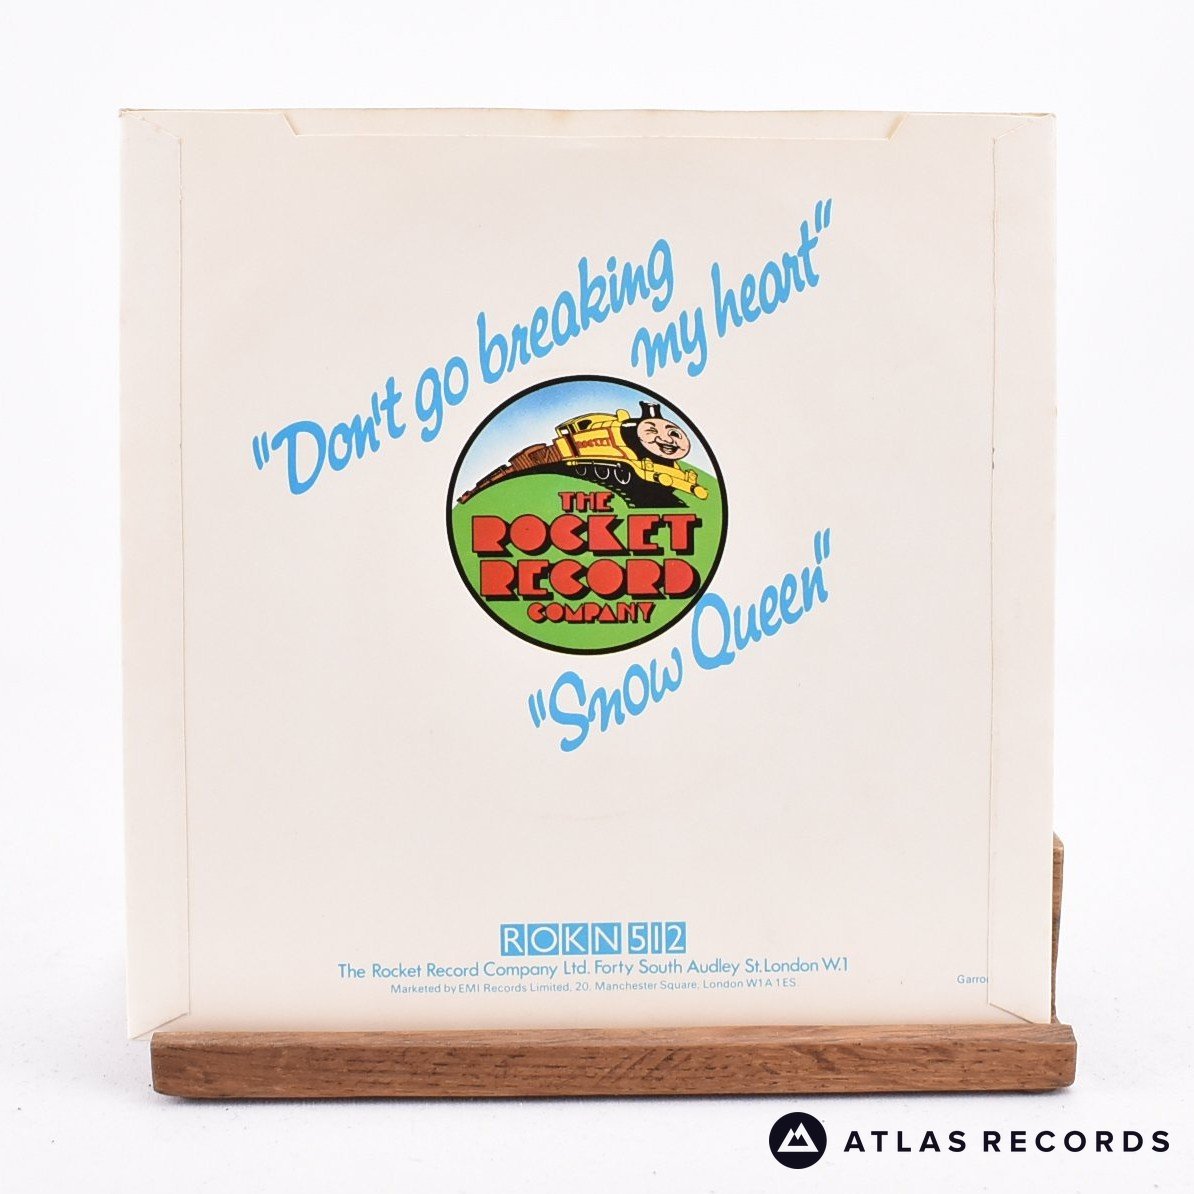 "Don't go breaking
my heart"
ROCKET
THE
ROCKET
RECORD
COMPANY
"Snow Queen"
ROKN 512
The Rocket Record Company Ltd. Forty South Audley St. London W.1
Marketed by EMI Records Limited, 20, Manchester Square, London W1A 1ES.
ATLAS RECORDS